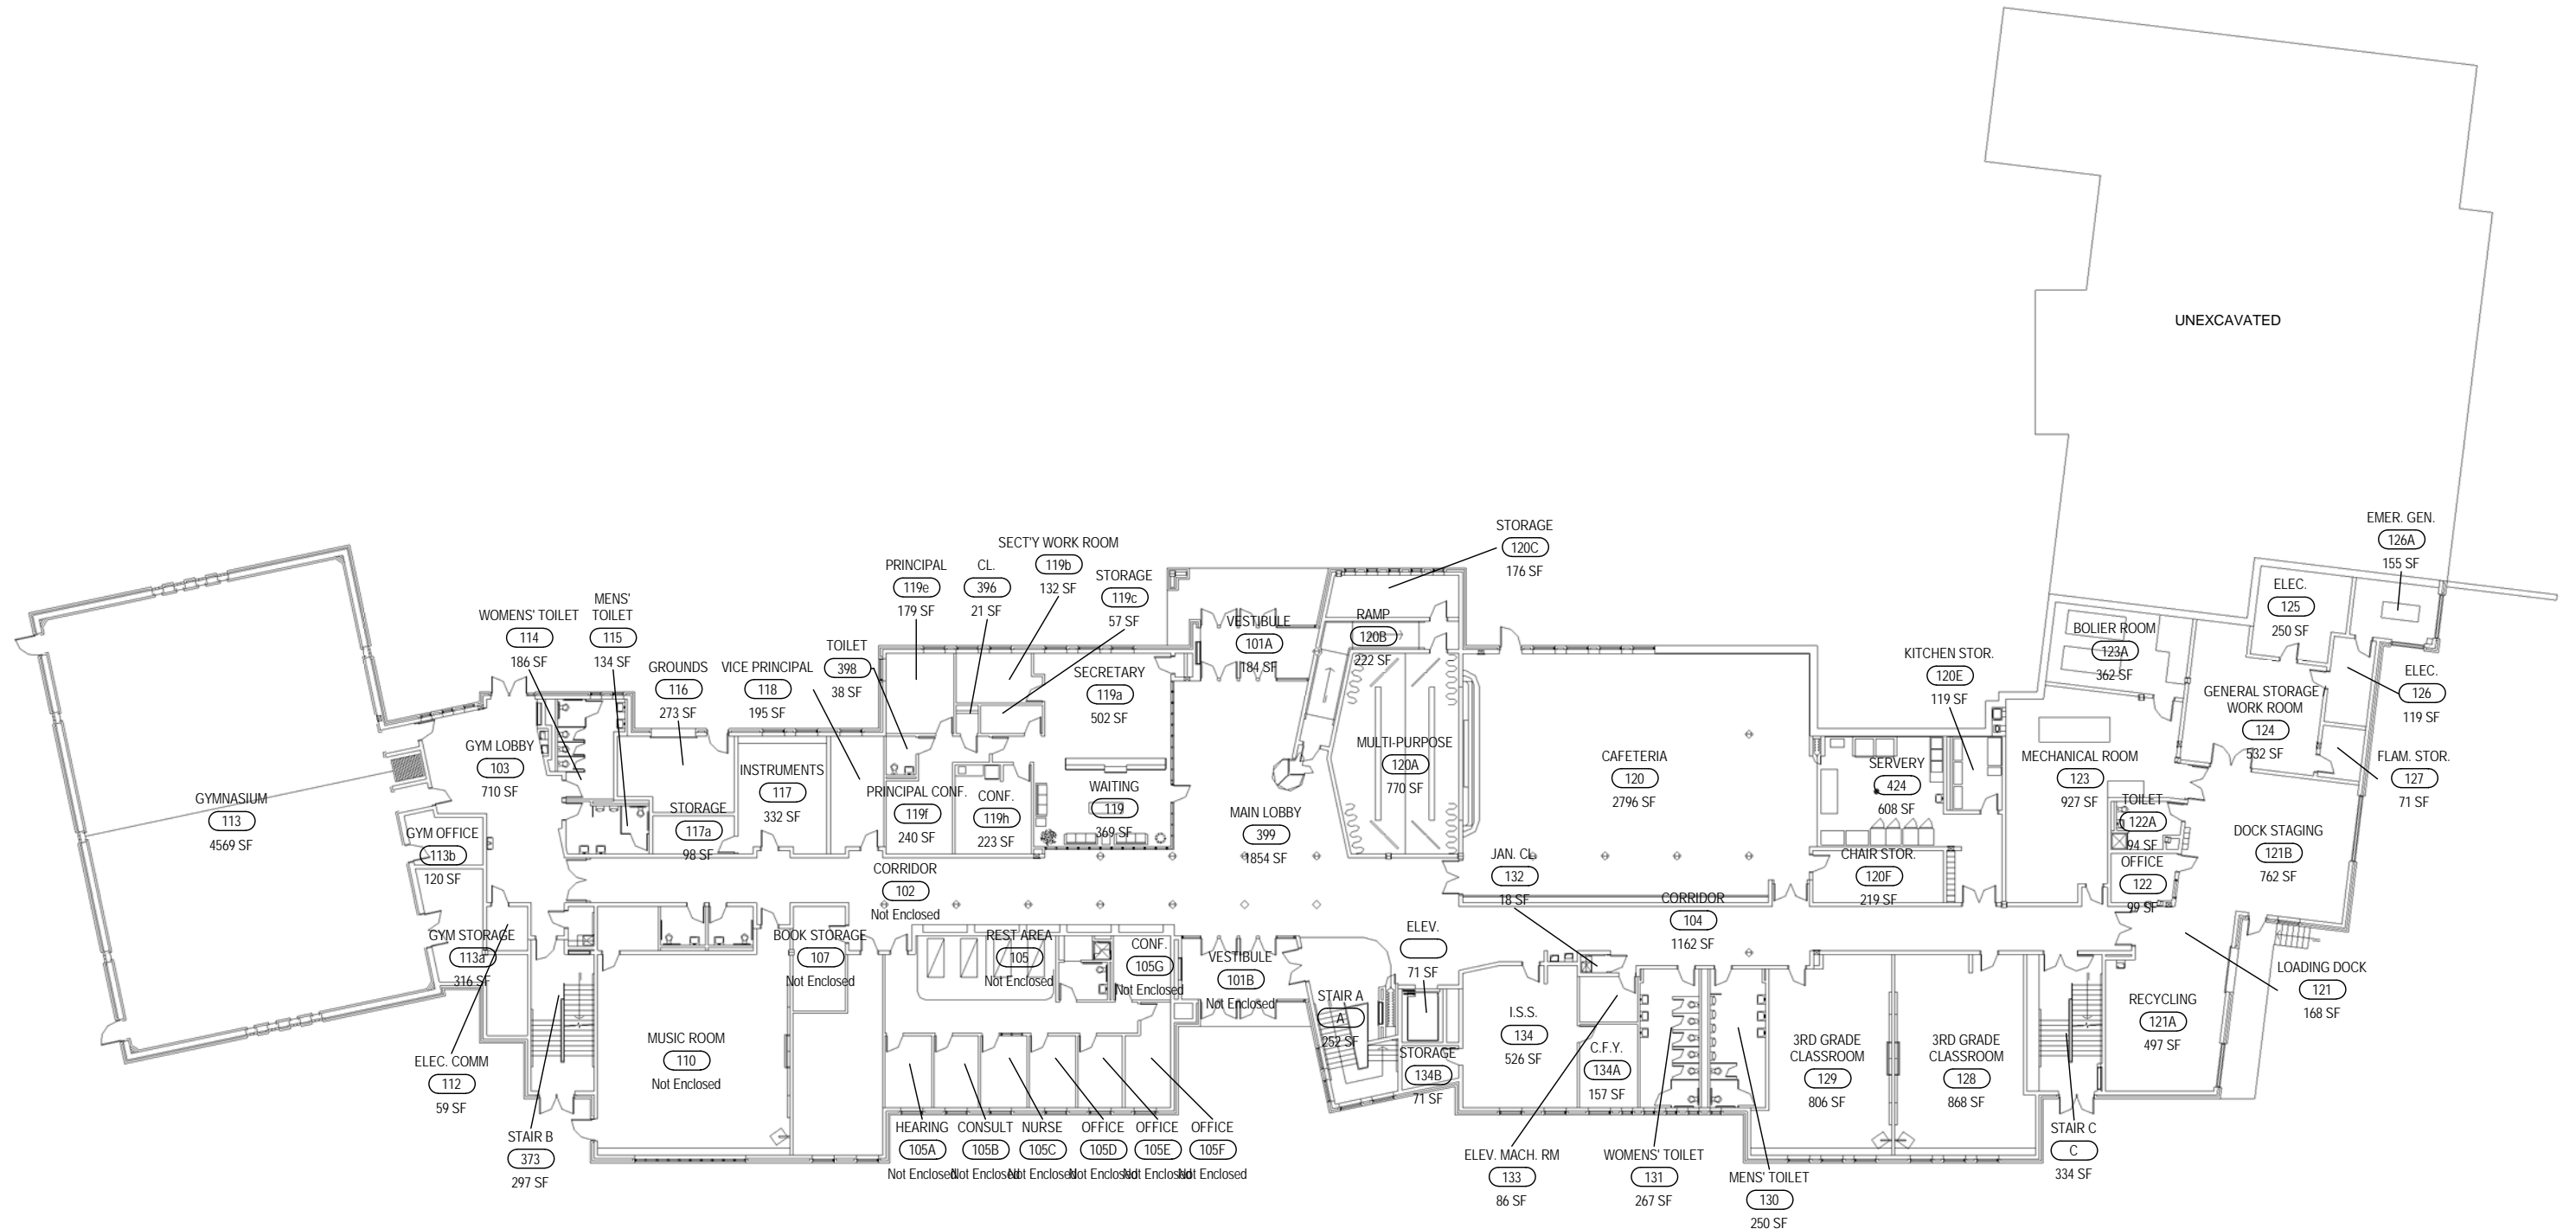 UNEXCAVATED
EMER. GEN.
126A
155 SF
STORAGE
120C
176 SF
SECT'Y WORK ROOM
119b
132 SF
PRINCIPAL
119e
179 SF
CL.
396
21 SF
STORAGE
119c
57 SF
ELEC.
125
250 SF
MENS'
TOILET
115
134 SF
WOMENS' TOILET
114
186 SF
VESTIBULE
101A
184 SF
RAMP
120B
222 SF
BOLIER ROOM
123A
362 SF
TOILET
398
38 SF
GROUNDS
116
273 SF
VICE PRINCIPAL
118
195 SF
SECRETARY
119a
502 SF
KITCHEN STOR.
120E
119 SF
ELEC.
126
119 SF
GENERAL STORAGE
WORK ROOM
124
532 SF
GYM LOBBY
103
710 SF
MULTI-PURPOSE
120A
770 SF
CAFETERIA
120
2796 SF
SERVERY
424
608 SF
MECHANICAL ROOM
123
927 SF
FLAM. STOR.
127
71 SF
INSTRUMENTS
117
332 SF
GYMNASIUM
113
4569 SF
STORAGE
117a
98 SF
PRINCIPAL CONF.
119f
240 SF
CONF.
119h
223 SF
WAITING
119
369 SF
MAIN LOBBY
399
1854 SF
TOILET
122A
94 SF
DOCK STAGING
121B
762 SF
GYM OFFICE
113b
120 SF
JAN. CL.
132
18 SF
CHAIR STOR.
120F
219 SF
OFFICE
122
99 SF
CORRIDOR
102
Not Enclosed
CORRIDOR
104
1162 SF
GYM STORAGE
113a
316 SF
BOOK STORAGE
107
Not Enclosed
REST AREA
105
Not Enclosed
CONF.
105G
Not Enclosed
VESTIBULE
101B
Not Enclosed
ELEV.
71 SF
LOADING DOCK
121
168 SF
STAIR A
A
252 SF
RECYCLING
121A
497 SF
I.S.S.
134
526 SF
MUSIC ROOM
110
Not Enclosed
STORAGE
134B
71 SF
C.F.Y.
134A
157 SF
3RD GRADE
CLASSROOM
129
806 SF
3RD GRADE
CLASSROOM
128
868 SF
ELEC. COMM
112
59 SF
STAIR B
373
297 SF
HEARING
105A
Not Enclosed
CONSULT
105B
Not Enclosed
NURSE
105C
Not Enclosed
OFFICE
105D
Not Enclosed
OFFICE
105E
Not Enclosed
OFFICE
105F
Not Enclosed
ELEV. MACH. RM
133
86 SF
WOMENS' TOILET
131
267 SF
MENS' TOILET
130
250 SF
STAIR C
C
334 SF